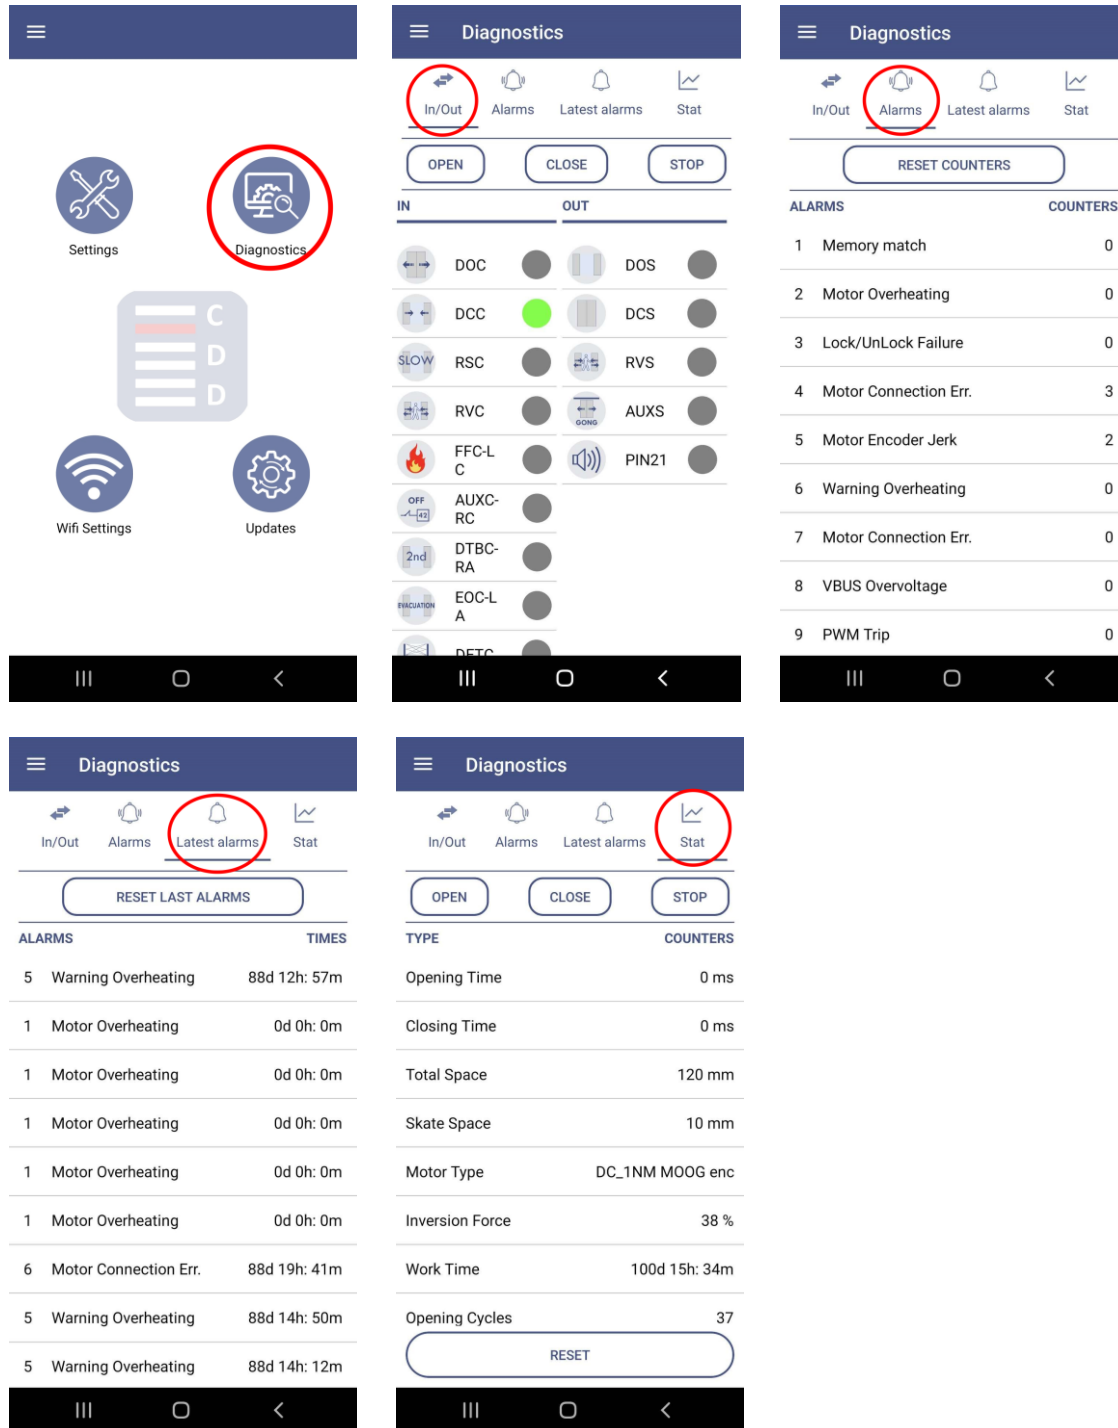 Settings
Diagnostics
C
D
D
Wifi Settings
Updates
Diagnostics
In/Out Alarms Latest alarms Stat
OPEN CLOSE STOP
IN OUT
DOC DOS
DCC DCS
SLOW RSC RVS
RVC GONG AUXS
FFC-L
C
PIN21
OFF
42
AUXC-
RC
2nd
DTBC-
RA
EVACUATION
EOC-L
A
DETC
Diagnostics
In/Out Alarms Latest alarms Stat
RESET COUNTERS
ALARMS COUNTERS
1 Memory match 0
2 Motor Overheating 0
3 Lock/UnLock Failure 0
4 Motor Connection Err. 3
5 Motor Encoder Jerk 2
6 Warning Overheating 0
7 Motor Connection Err. 0
8 VBUS Overvoltage 0
9 PWM Trip 0
Diagnostics
In/Out Alarms Latest alarms Stat
RESET LAST ALARMS
ALARMS TIMES
5 Warning Overheating 88d 12h: 57m
1 Motor Overheating 0d 0h: 0m
1 Motor Overheating 0d 0h: 0m
1 Motor Overheating 0d 0h: 0m
1 Motor Overheating 0d 0h: 0m
1 Motor Overheating 0d 0h: 0m
6 Motor Connection Err. 88d 19h: 41m
5 Warning Overheating 88d 14h: 50m
5 Warning Overheating 88d 14h: 12m
Diagnostics
In/Out Alarms Latest alarms Stat
OPEN CLOSE STOP
TYPE COUNTERS
Opening Time 0 ms
Closing Time 0 ms
Total Space 120 mm
Skate Space 10 mm
Motor Type DC_1NM MOOG enc
Inversion Force 38 %
Work Time 100d 15h: 34m
Opening Cycles 37
RESET